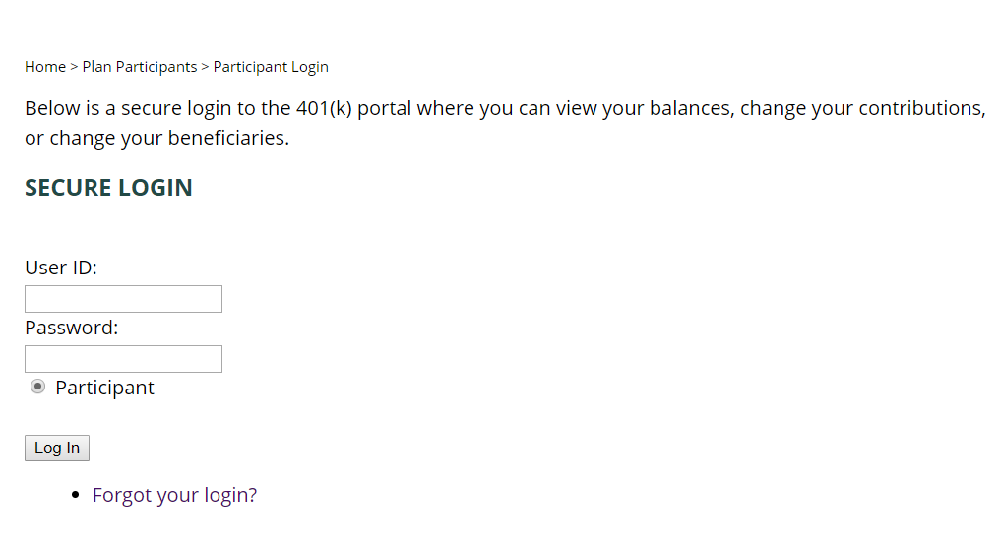 Home > Plan Participants > Participant Login
Below is a secure login to the 401(k) portal where you can view your balances, change your contributions,
or change your beneficiaries.
SECURE LOGIN
User ID:
Password:
Participant
Log In
Forgot your login?